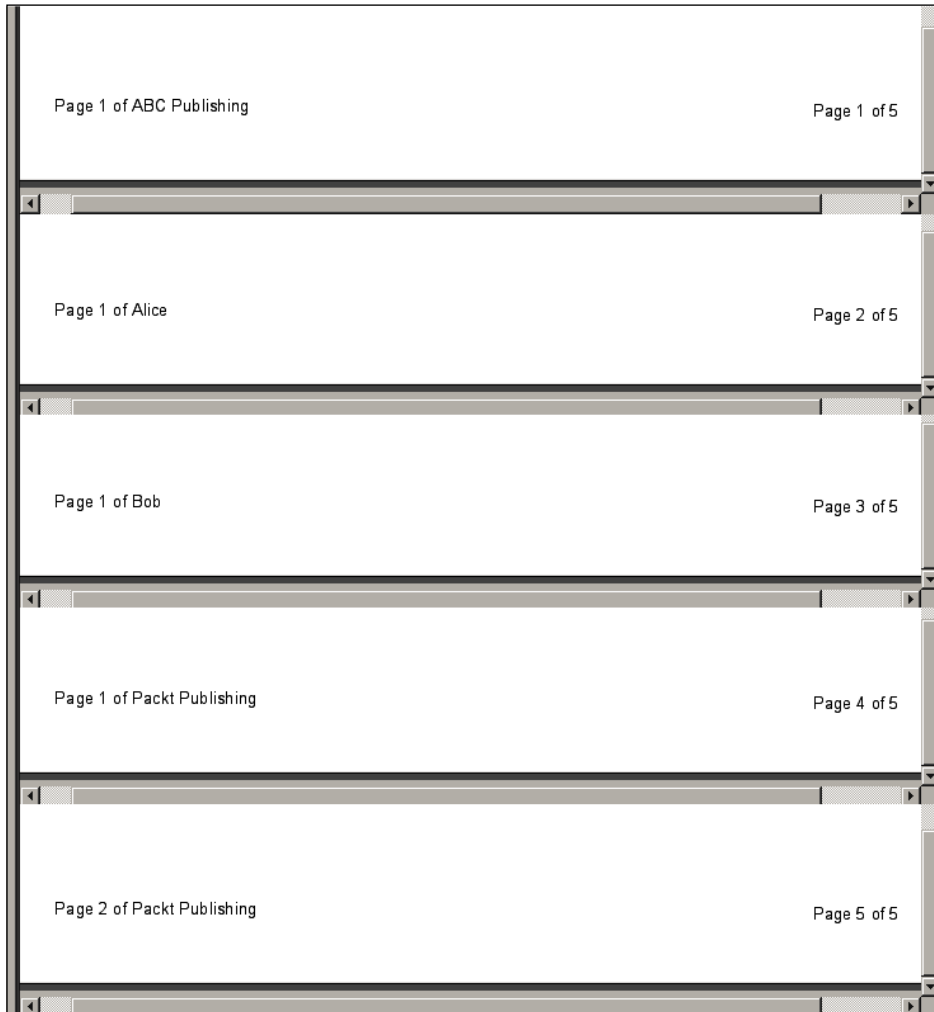 Page 1 of ABC Publishing
Page 1 of 5
Page 1 of Alice
Page 2 of 5
Page 1 of Bob
Page 3 of 5
Page 1 of Packt Publishing
Page 4 of 5
Page 2 of Packt Publishing
Page 5 of 5